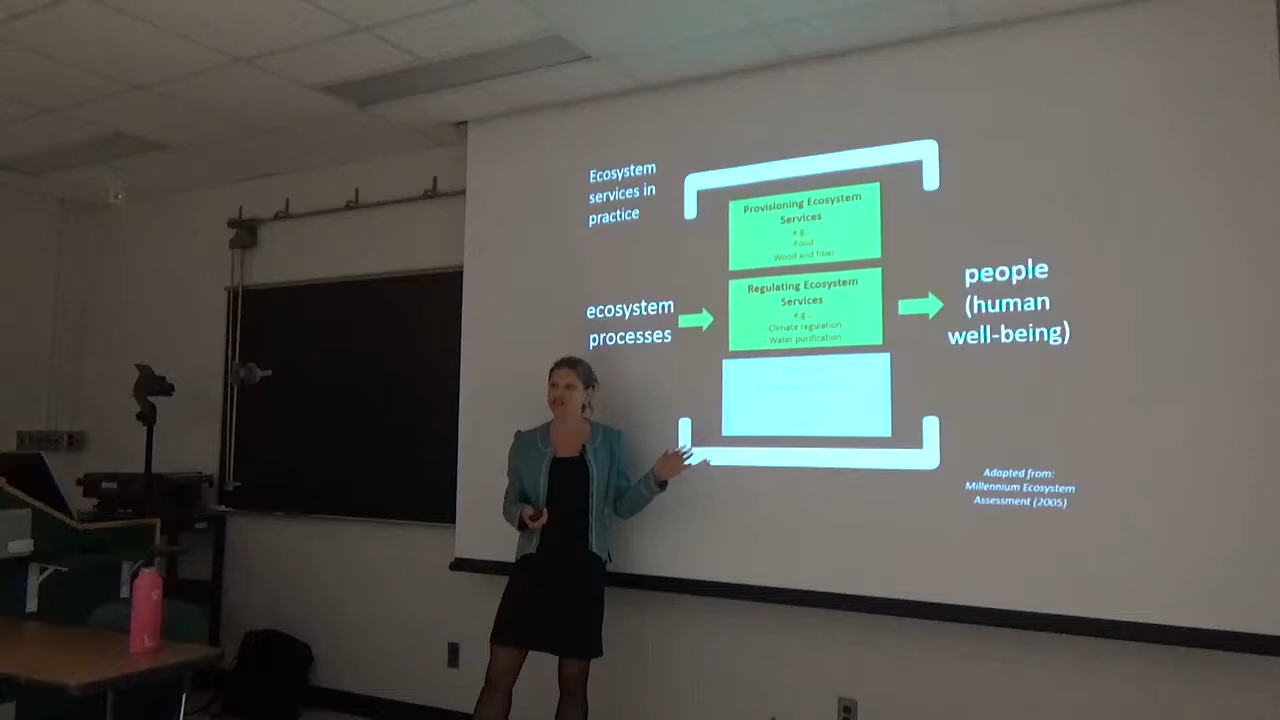 Ecosystem
services in
practice
Provisioning Ecosystem
Services
e.g.,
- Food
- Wood and fiber
ecosystem
processes
Regulating Ecosystem
Services
e.g.,
- Climate regulation
- Water purification
people
(human
well-being)
Adapted from:
Millennium Ecosystem
Assessment (2005)